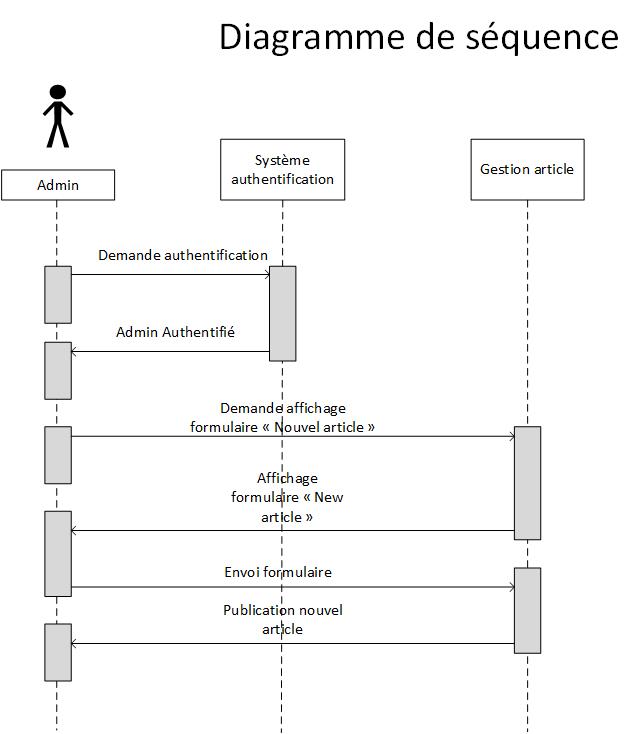 Diagramme de séquence
Admin
Système
authentification
Gestion article
Demande authentification
Admin Authentifié
Demande affichage
formulaire « Nouvel article »
Affichage
formulaire « New
article »
Envoi formulaire
Publication nouvel
article